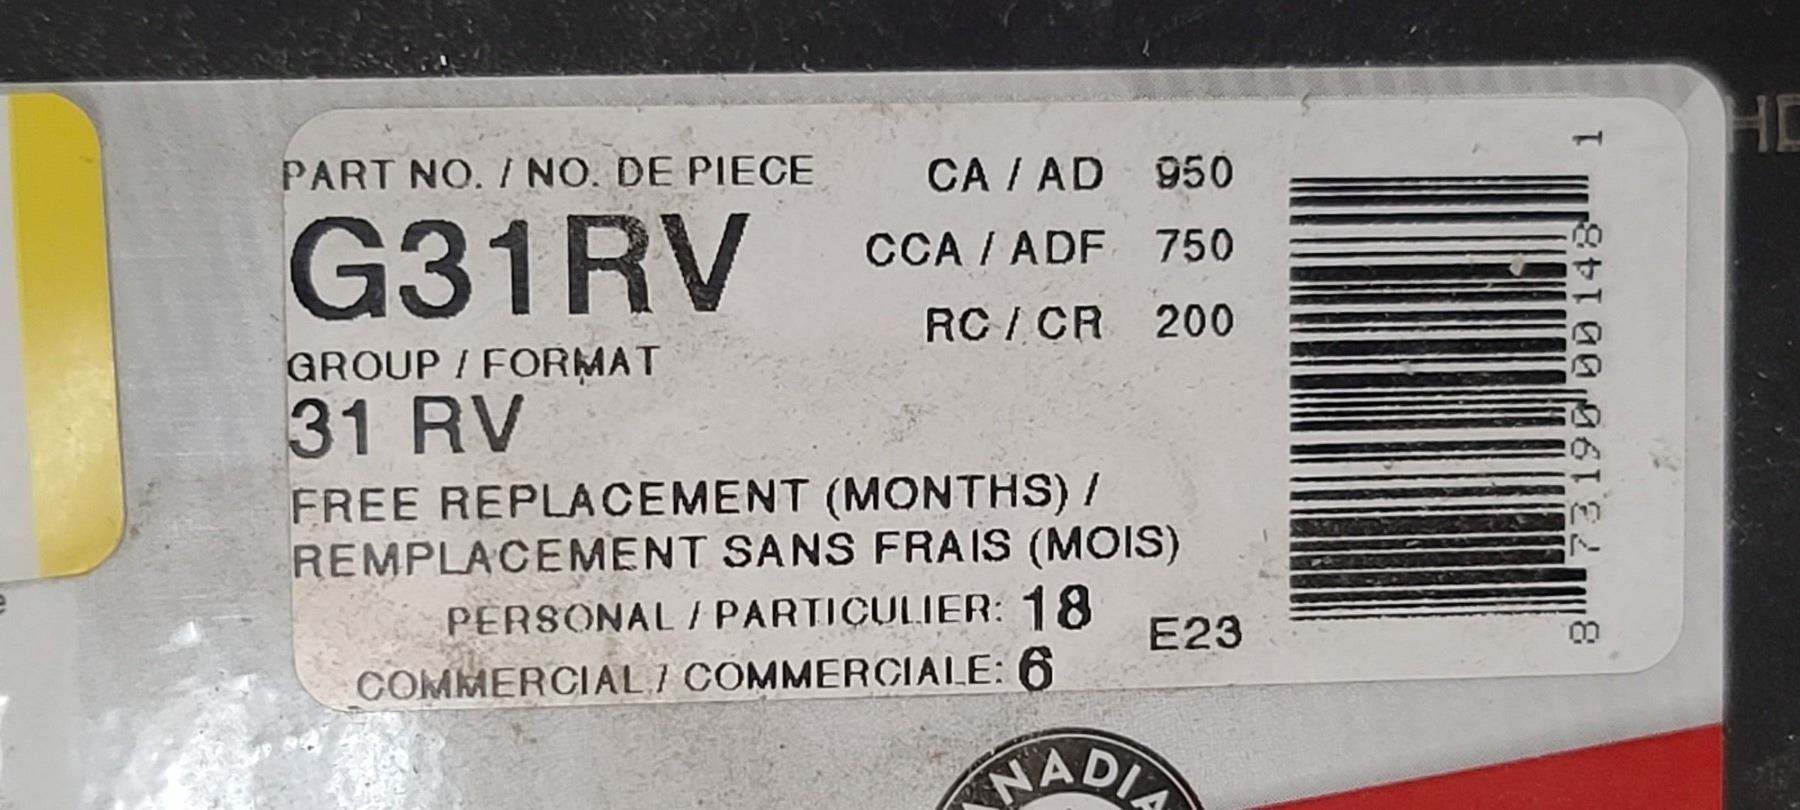 PART NO. / NO. DE PIECE
G31RV
GROUP / FORMAT
31 RV
CA / AD 950
CCA / ADF 750
RC / CR 200
FREE REPLACEMENT (MONTHS) /
REMPLACEMENT SANS FRAIS (MOIS)
PERSONAL / PARTICULIER: 18
COMMERCIAL / COMMERCIALE: 6
E23
8 73190 00148 1